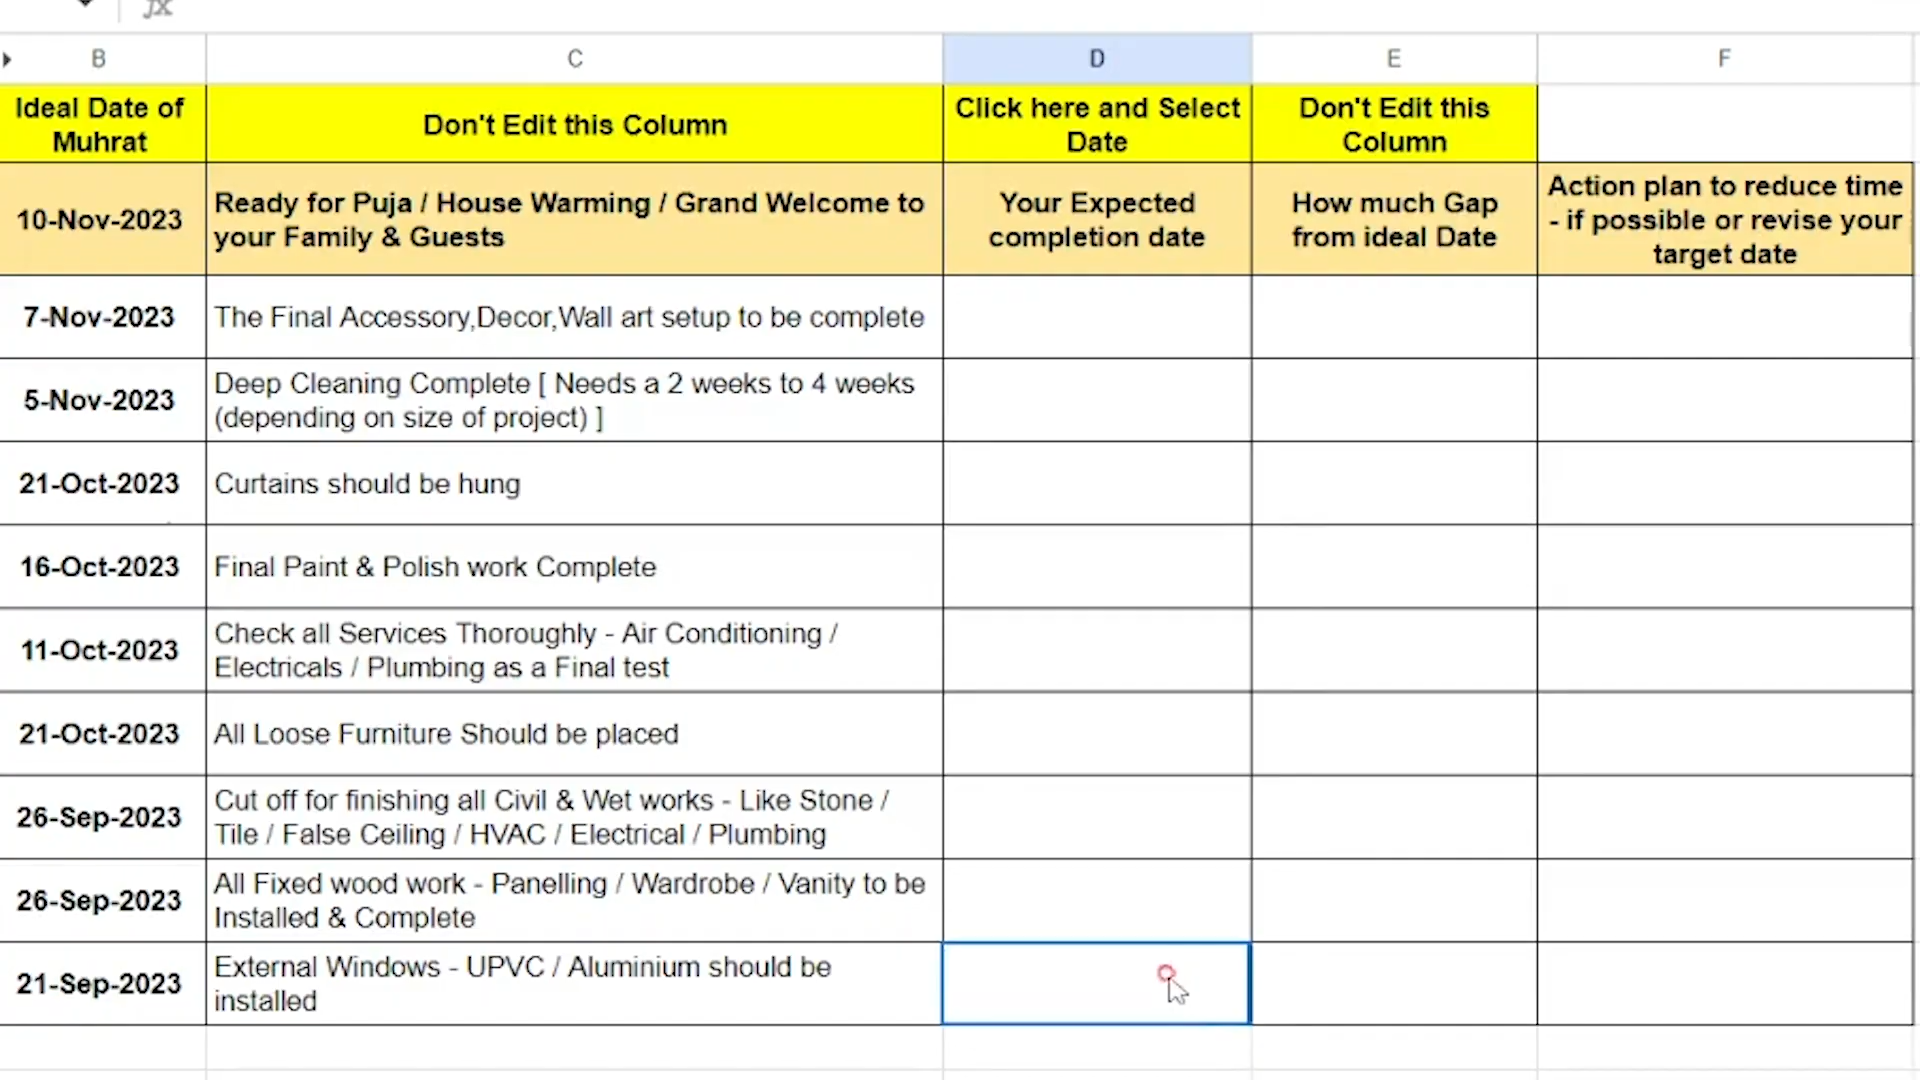 fx
B C D E F
Ideal Date of
Muhrat
Don't Edit this Column
Click here and Select
Date
Don't Edit this
Column
10-Nov-2023
Ready for Puja / House Warming / Grand Welcome to
your Family & Guests
Your Expected
completion date
How much Gap
from ideal Date
Action plan to reduce time
- if possible or revise your
target date
7-Nov-2023
The Final Accessory,Decor,Wall art setup to be complete
5-Nov-2023
Deep Cleaning Complete [ Needs a 2 weeks to 4 weeks
(depending on size of project) ]
21-Oct-2023
Curtains should be hung
16-Oct-2023
Final Paint & Polish work Complete
11-Oct-2023
Check all Services Thoroughly - Air Conditioning /
Electricals / Plumbing as a Final test
21-Oct-2023
All Loose Furniture Should be placed
26-Sep-2023
Cut off for finishing all Civil & Wet works - Like Stone /
Tile / False Ceiling / HVAC / Electrical / Plumbing
26-Sep-2023
All Fixed wood work - Panelling / Wardrobe / Vanity to be
Installed & Complete
21-Sep-2023
External Windows - UPVC / Aluminium should be
installed